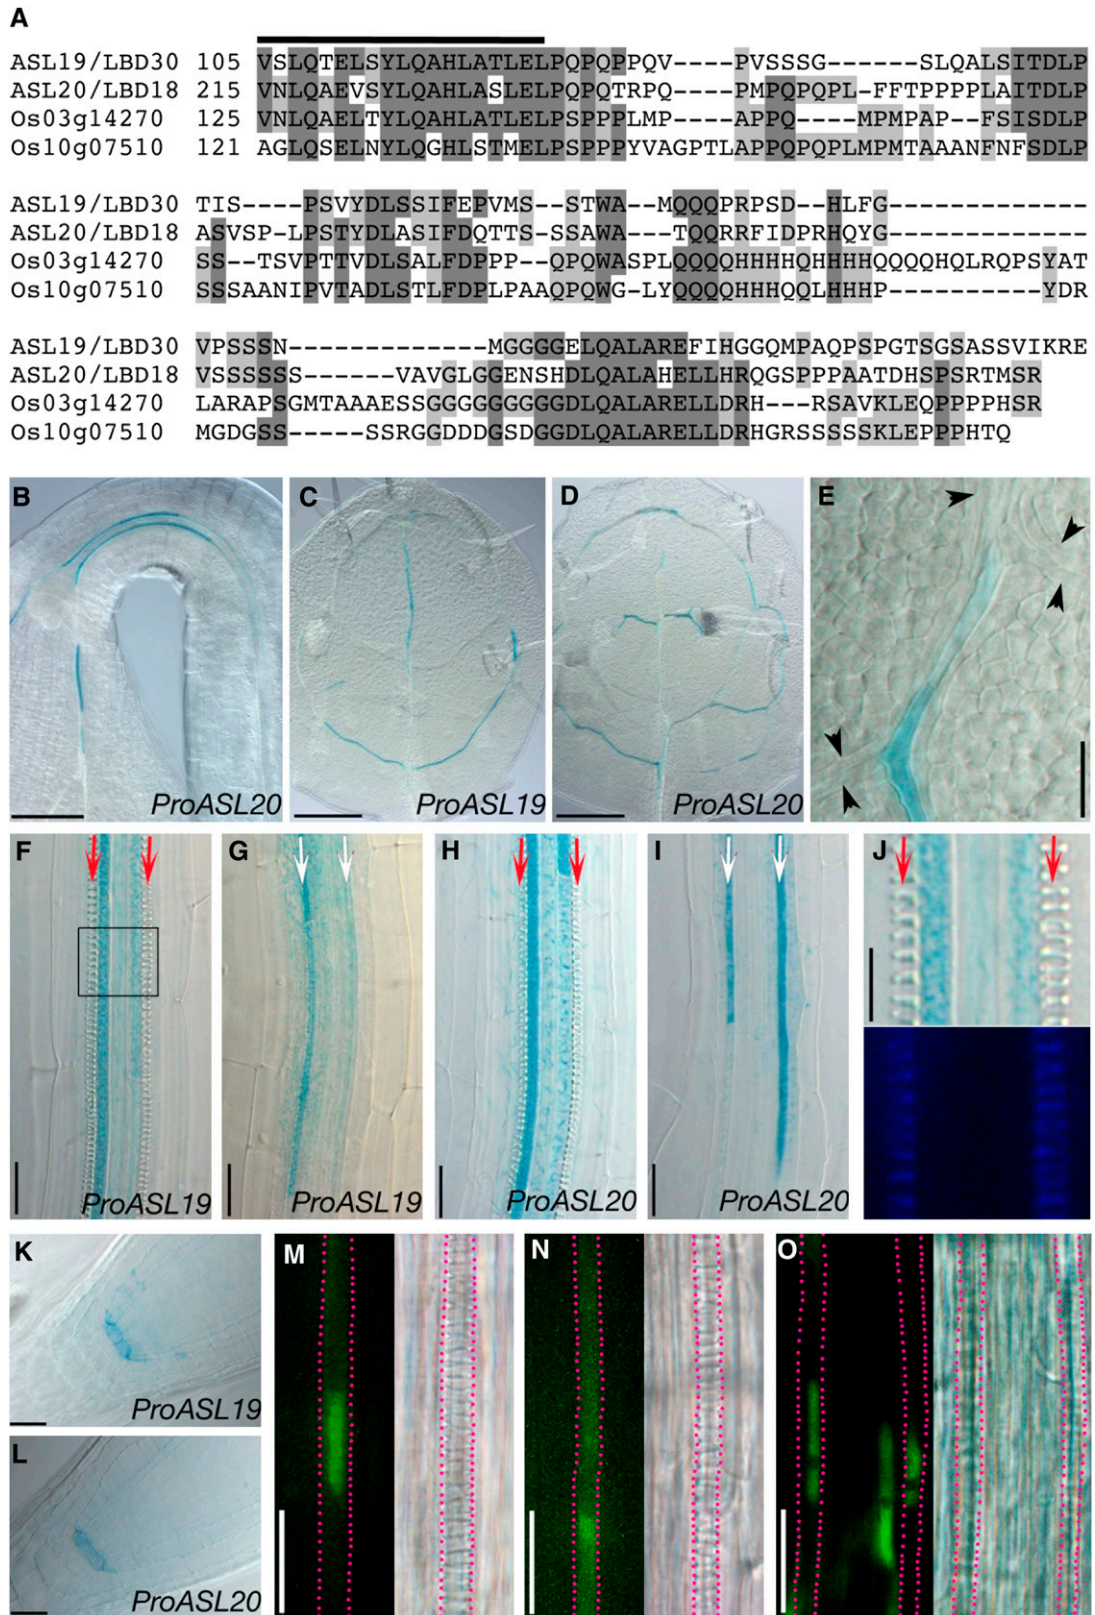 A
ASL19/LBD30 105 VSLQTELSYLQAHLATLELPQPQPPQV----PVSSSG------SLQALSITDLP
ASL20/LBD18 215 VNLQAEVSYLQAHLASLELPQPQTRPQ----PMPQPQPL-FFTPPPPLAITDLP
Os03g14270 125 VNLQAELTYLQAHLATLELPSPPPLMP----APPQ----MPMPAP--FSISDLP
Os10g07510 121 AGLQSELNYLQGHLSTMELPSPPPYVAGPTLAPPQPQPLMPMTAAANFNFSDLP
ASL19/LBD30 TIS----PSVYDLSSIFEPVMS--STWA--MQQQPRPSD--HLFG-------------
ASL20/LBD18 ASVSP-LPSTYDLASIFDQTTS-SSAWA---TQQRRFIDPRHQYG-------------
Os03g14270 SS--TSVPTTVDLSALFDPPP--QPQWASPLQQQQHHHHQHHHHQQQQHQLRQPSYAT
Os10g07510 SSSAANIPVTADLSTLFDPLPAAQPQWG-LYQQQQHHHQQLHHHP----------YDR
ASL19/LBD30 VPSSSN-------------MGGGGELQALAREFIHGGQMPAQPSPGTSGSASSVIKRE
ASL20/LBD18 VSSSSSS------VAVGLGGENSHDLQALAHELLHRQGSPPPAATDHSPSRTMSR
Os03g14270 LARAPSGMTAAAESSGGGGGGGGGGDLQALARELLDRH---RSAVKLEQPPPPHSR
Os10g07510 MGDGSS-----SSRGGDDDGSDGGGDLQALARELLDRHGRSSSSSKLEPPPHTQ
B C D E
ProASL20 ProASL19 ProASL20
F G H I J
ProASL19 ProASL19 ProASL20 ProASL20
K M N O
ProASL19
L
ProASL20